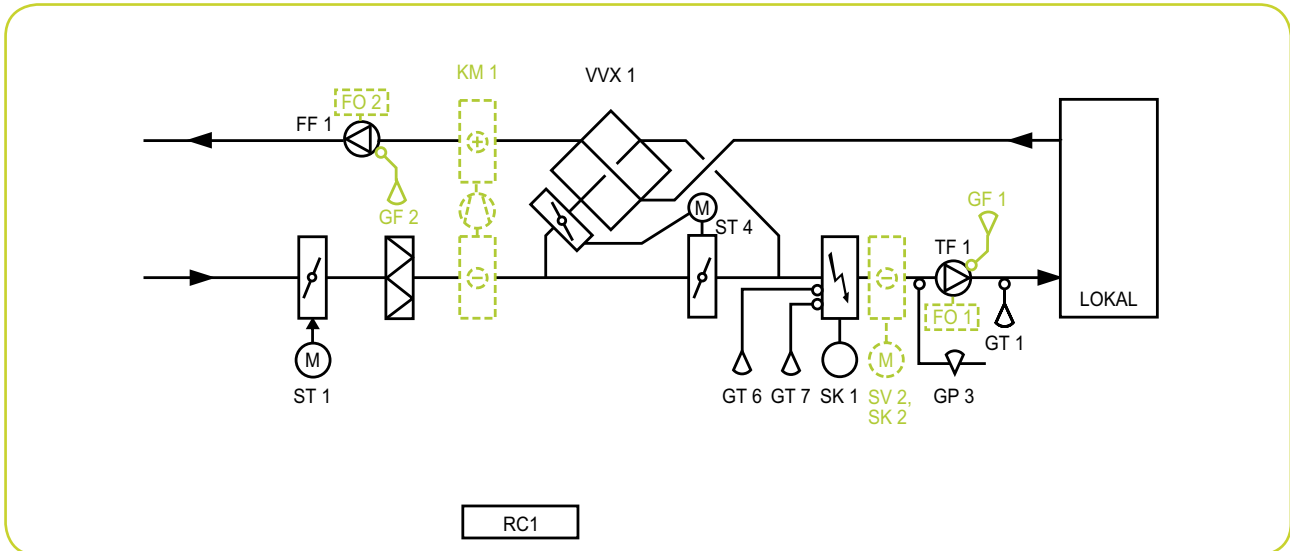 KM 1
VVX 1
FO 2
FF 1
GF 2
M
ST 4
GF 1
TF 1
LOKAL
FO 1
GT 1
M
ST 1
GT 6
GT 7
SK 1
M
SV 2,
SK 2
GP 3
RC1